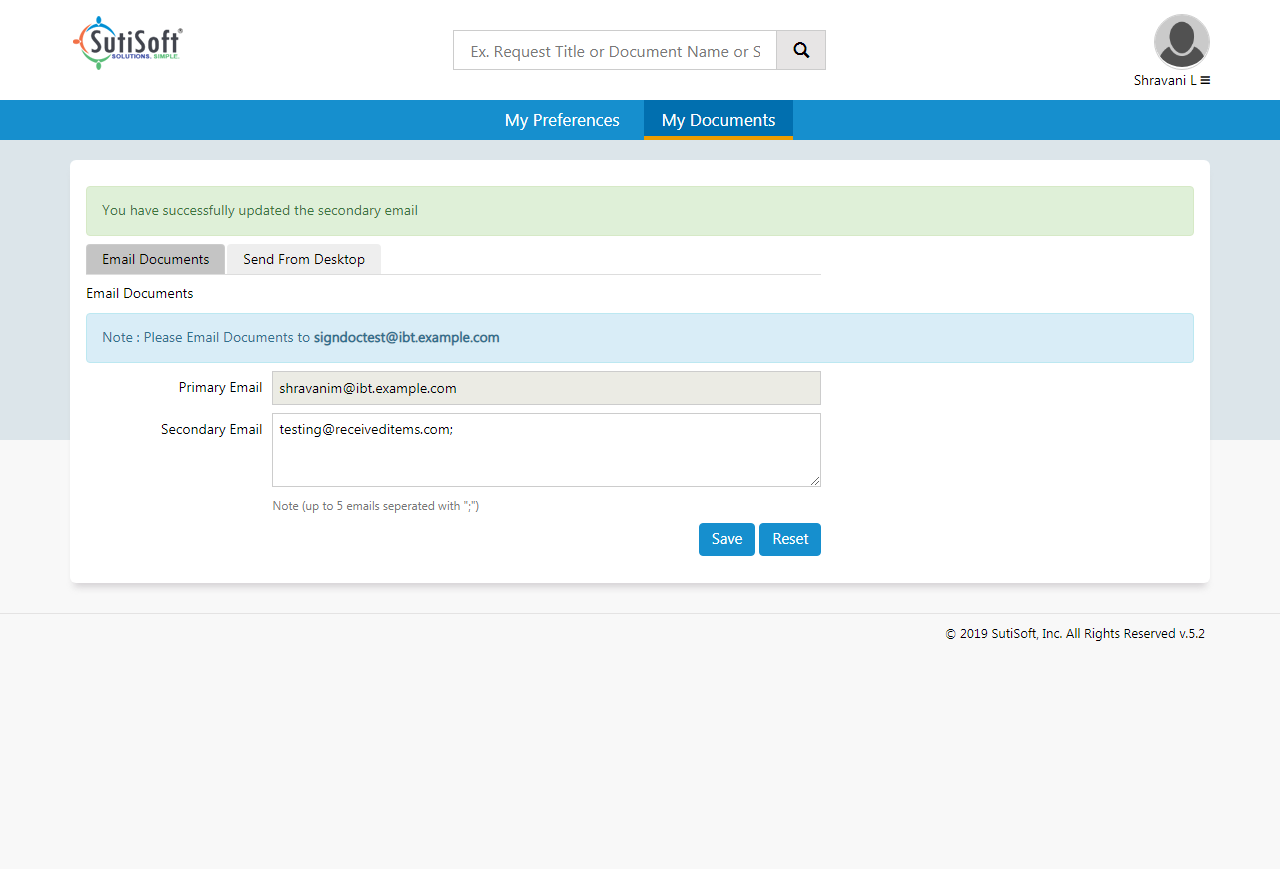 SutiSoft®
SOLUTIONS. SIMPLE.
Ex. Request Title or Document Name or S
Shravani L
My Preferences
My Documents
You have successfully updated the secondary email
Email Documents
Send From Desktop
Email Documents
Note : Please Email Documents to signdoctest@ibt.example.com
Primary Email
shravanim@ibt.example.com
Secondary Email
testing@receiveditems.com;
Note (up to 5 emails seperated with ";")
Save
Reset
© 2019 SutiSoft, Inc. All Rights Reserved v.5.2